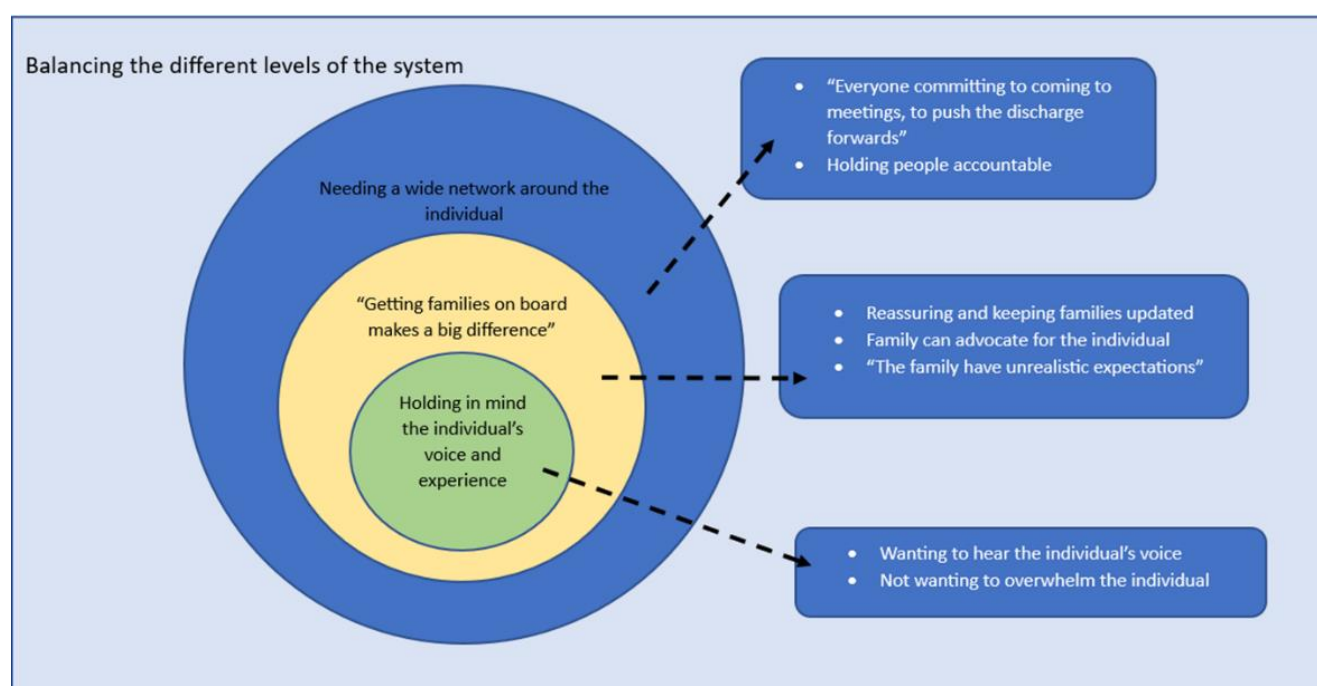 Balancing the different levels of the system
Needing a wide network around the
individual
“Getting families on board
makes a big difference”
Holding in mind
the individual’s
voice and
experience
• “Everyone committing to coming to
meetings, to push the discharge
forwards”
• Holding people accountable
• Reassuring and keeping families updated
• Family can advocate for the individual
• “The family have unrealistic expectations”
• Wanting to hear the individual’s voice
• Not wanting to overwhelm the individual